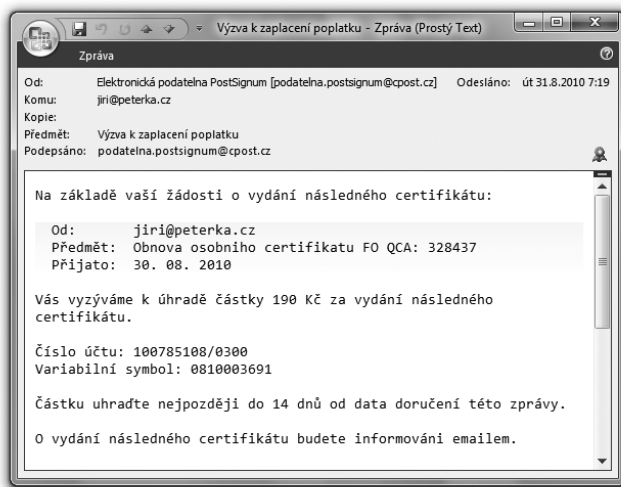 Výzva k zaplacení poplatku - Zpráva (Prostý Text)
Zpráva
Od: Elektronická podatelna PostSignum [podatelna.postsignum@cpost.cz] Odesláno: út 31.8.2010 7:19
Komu: jiri@peterka.cz
Kopie:
Předmět: Výzva k zaplacení poplatku
Podepsáno: podatelna.postsignum@cpost.cz
Na základě vaší žádosti o vydání následného certifikátu:
Od: jiri@peterka.cz
Předmět: Obnova osobniho certifikatu FO QCA: 328437
Přijato: 30. 08. 2010
Vás vyzýváme k úhradě částky 190 Kč za vydání následného
certifikátu.
Číslo účtu: 100785108/0300
Variabilní symbol: 0810003691
Částku uhraďte nejpozději do 14 dnů od data doručení této zprávy.
O vydání následného certifikátu budete informováni emailem.